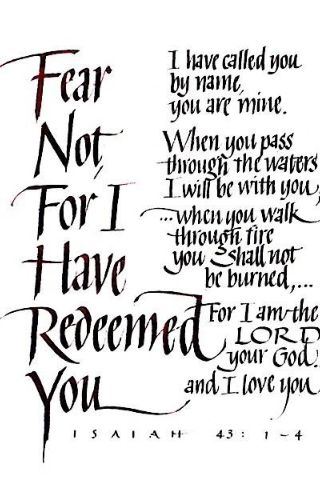 Fear
Not,
For I
Have
Redeemed
You
I have called you
by name,
you are mine.
When you pass
through the waters
I will be with you,
...when you walk
through fire
you shall not
be burned,...
For I am the
LORD
your God
and I love you
ISAIAH 43: 1-4